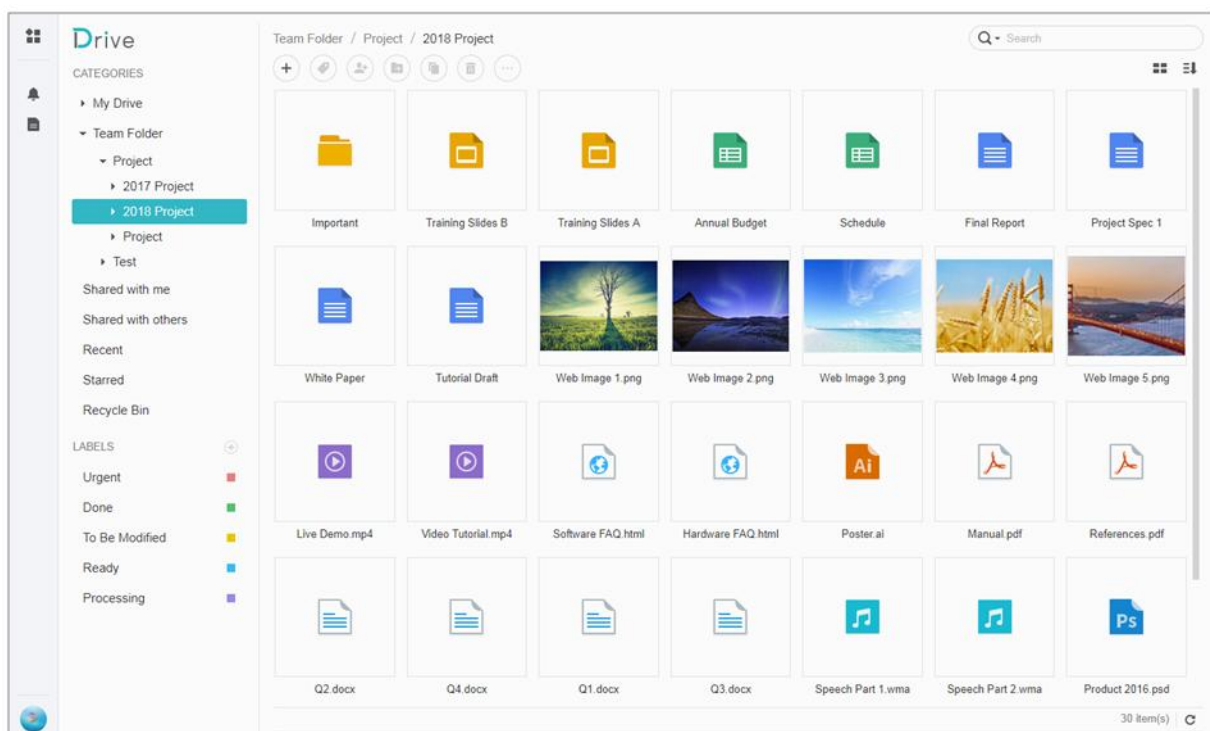 Drive
CATEGORIES
My Drive
Team Folder
Project
2017 Project
2018 Project
Project
Test
Shared with me
Shared with others
Recent
Starred
Recycle Bin
LABELS
Urgent
Done
To Be Modified
Ready
Processing
Team Folder / Project / 2018 Project
Search
Important Training Slides B Training Slides A Annual Budget Schedule Final Report Project Spec 1
White Paper Tutorial Draft Web Image 1.png Web Image 2.png Web Image 3.png Web Image 4.png Web Image 5.png
Ai
Live Demo.mp4 Video Tutorial.mp4 Software FAQ.html Hardware FAQ.html Poster.ai Manual.pdf References.pdf
Ps
Q2.docx Q4.docx Q1.docx Q3.docx Speech Part 1.wma Speech Part 2.wma Product 2016.psd
30 item(s)